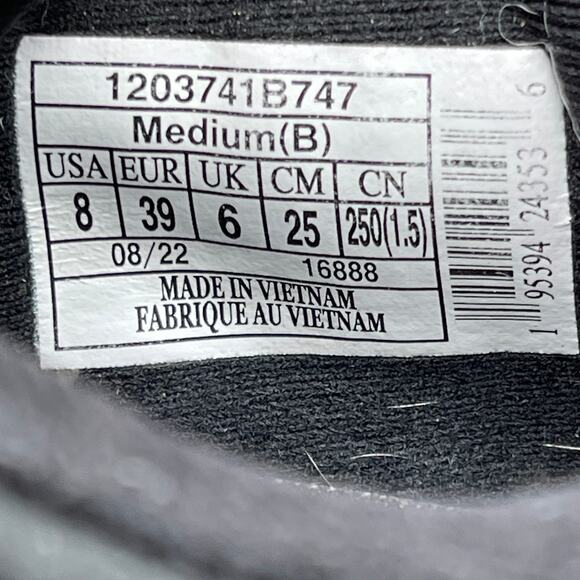 1203741B747
Medium(B)
USA EUR UK CM CN
8 39 6 25 250(1.5)
08/22 16888
MADE IN VIETNAM
FABRIQUE AU VIETNAM
1 95394 24353 6